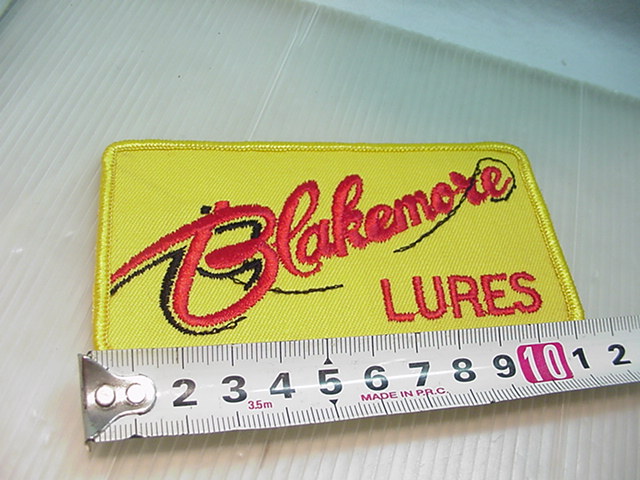 Blakemore
LURES
2 3 4 5 6 7 8 9 10 1 2
3.5m MADE IN P.R.C.